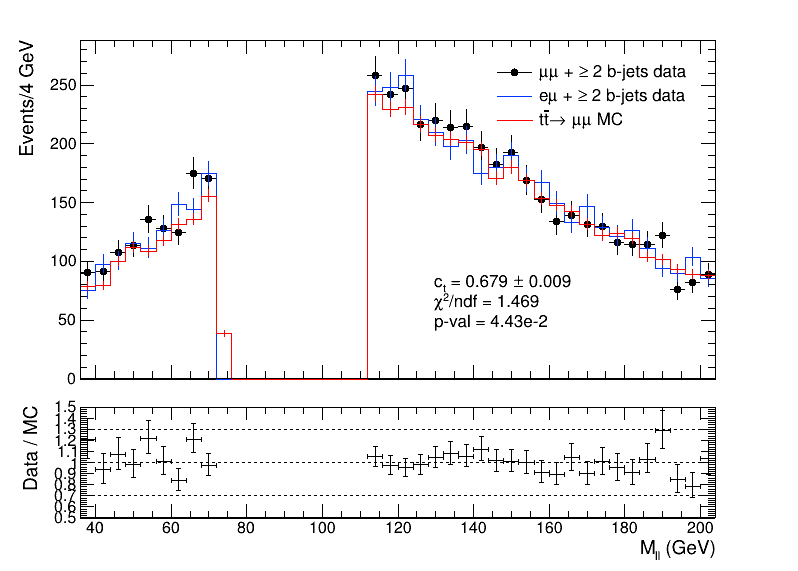 Events/4 GeV
250
200
150
100
50
0
μμ + ≥ 2 b-jets data
eμ + ≥ 2 b-jets data
tt̄→ μμ MC
c_t = 0.679 ± 0.009
χ²/ndf = 1.469
p-val = 4.43e-2
Data / MC
1.5
1.4
1.3
1.2
1.1
1
0.9
0.8
0.7
0.6
0.5
40 60 80 100 120 140 160 180 200
M_ll (GeV)